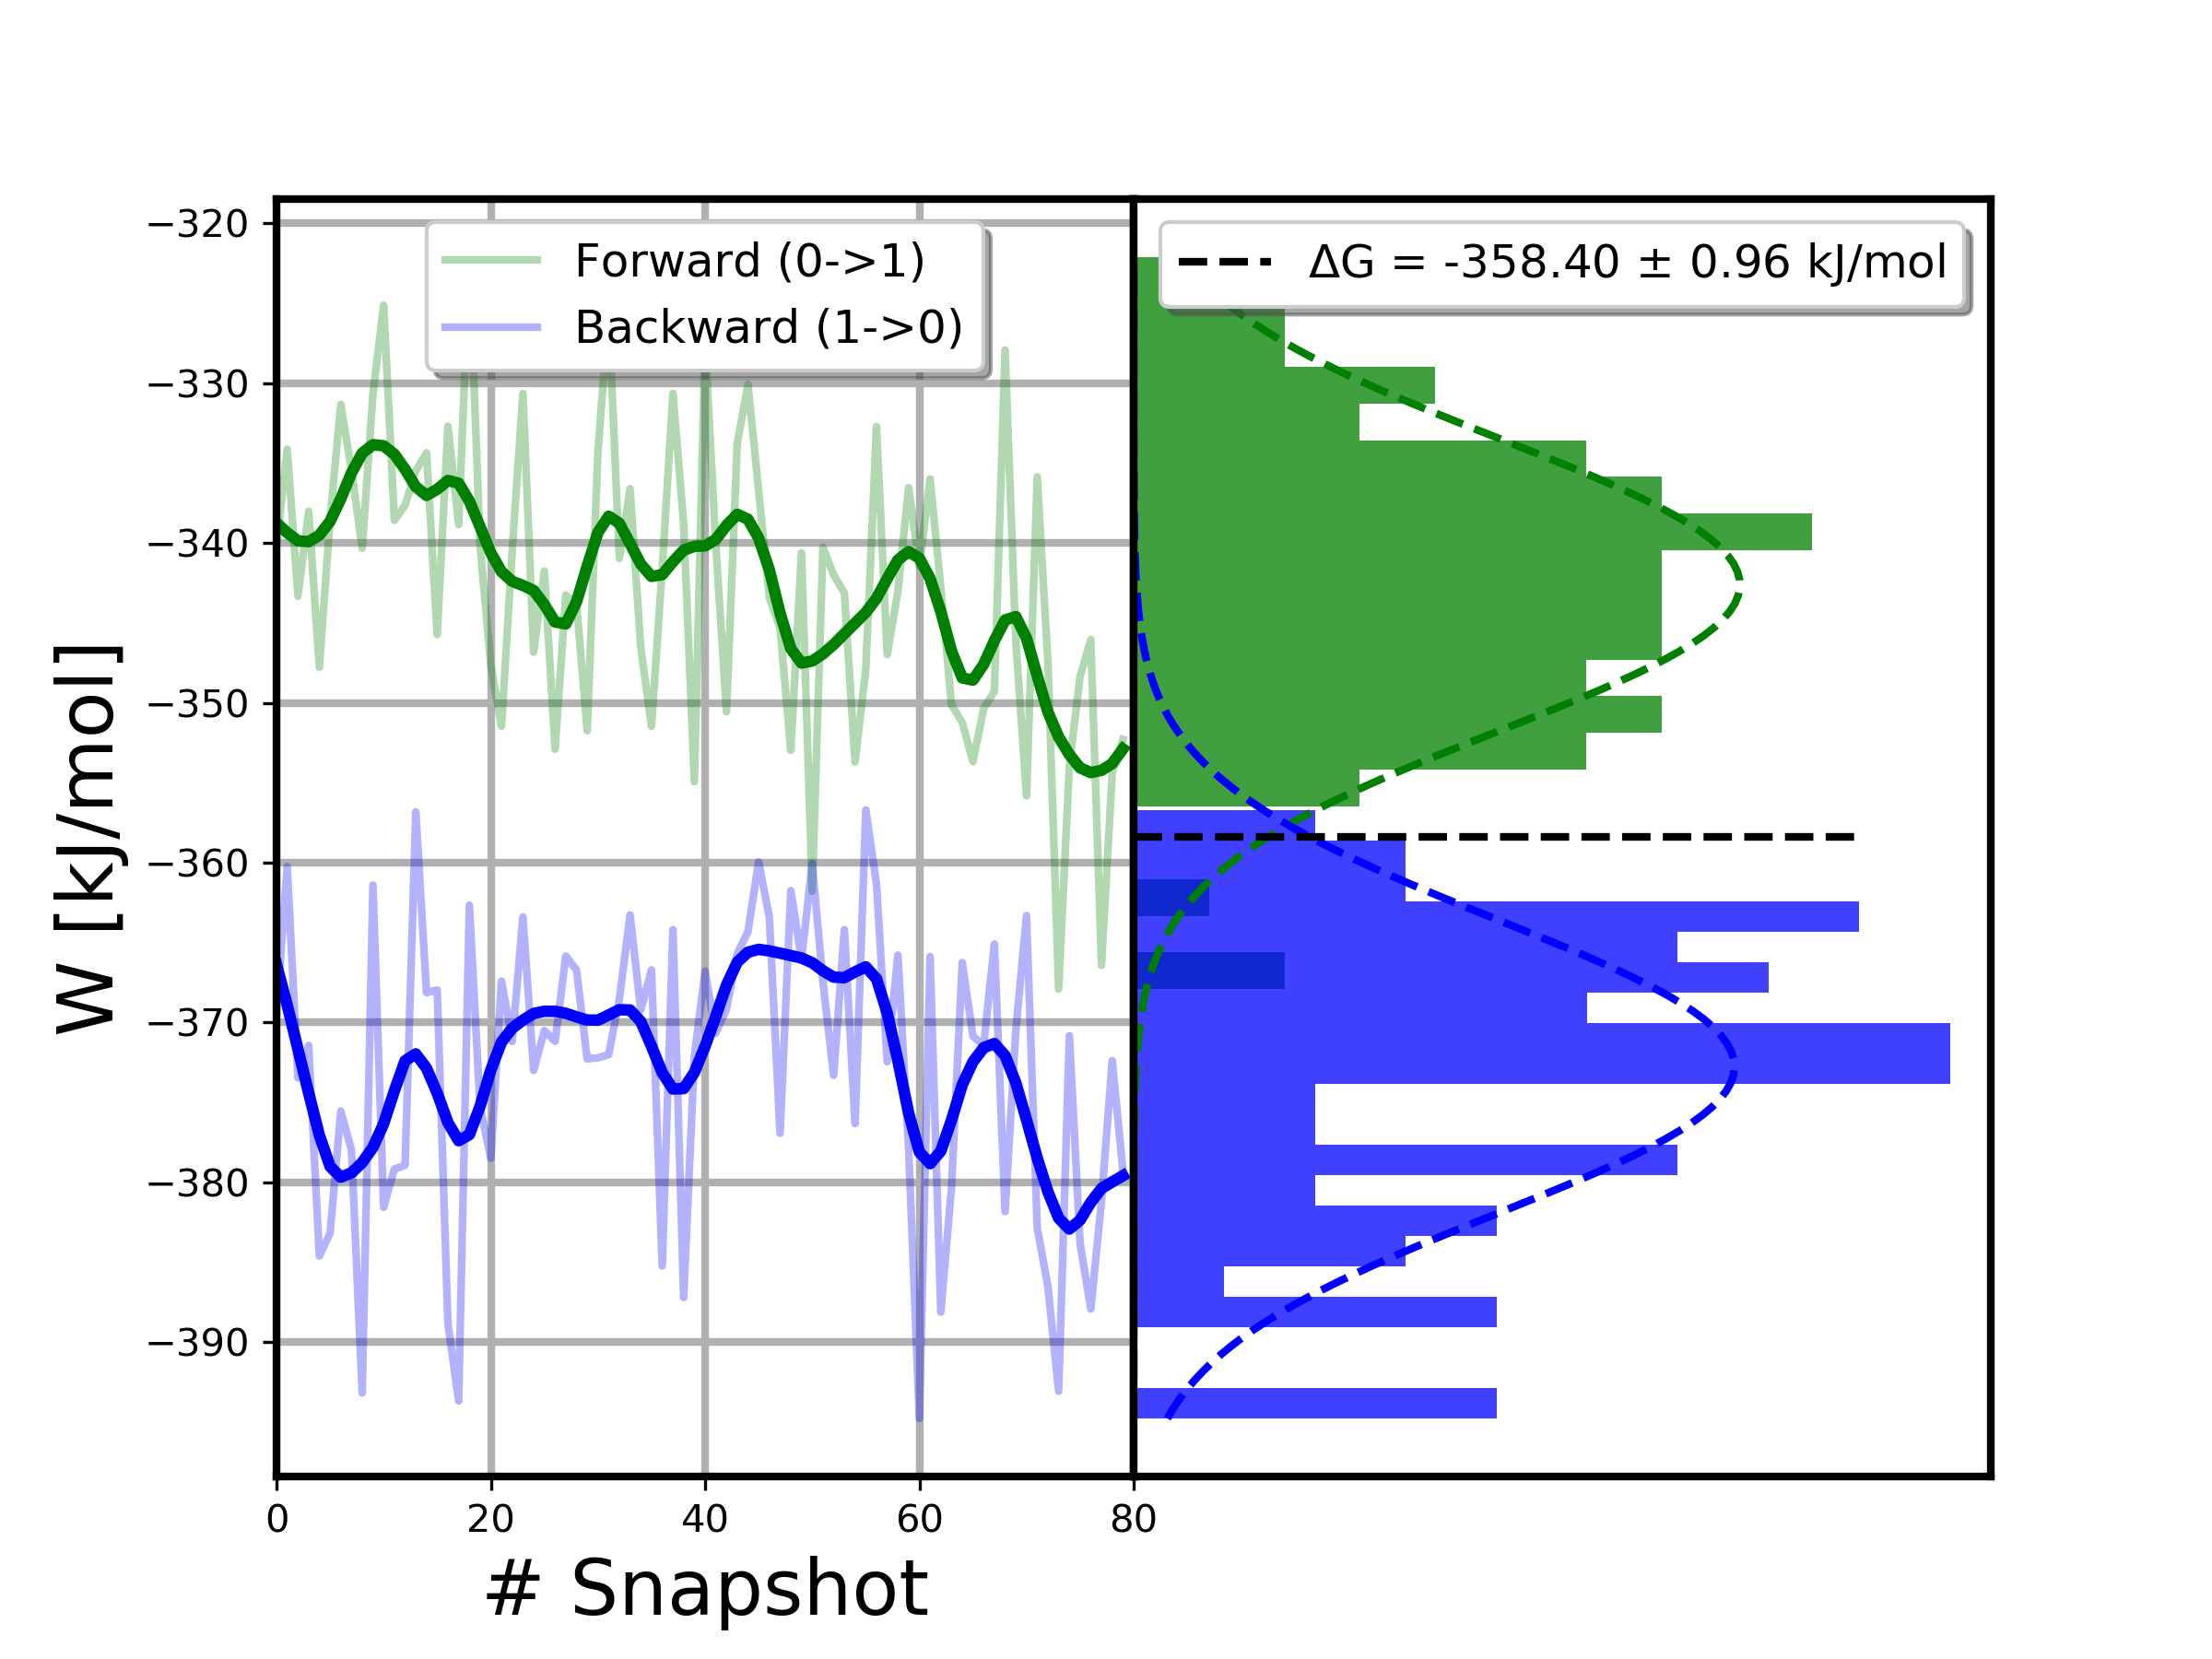 Forward (0->1)
Backward (1->0)
ΔG = -358.40 ± 0.96 kJ/mol
W [kJ/mol]
−320
−330
−340
−350
−360
−370
−380
−390
0 20 40 60 80
# Snapshot